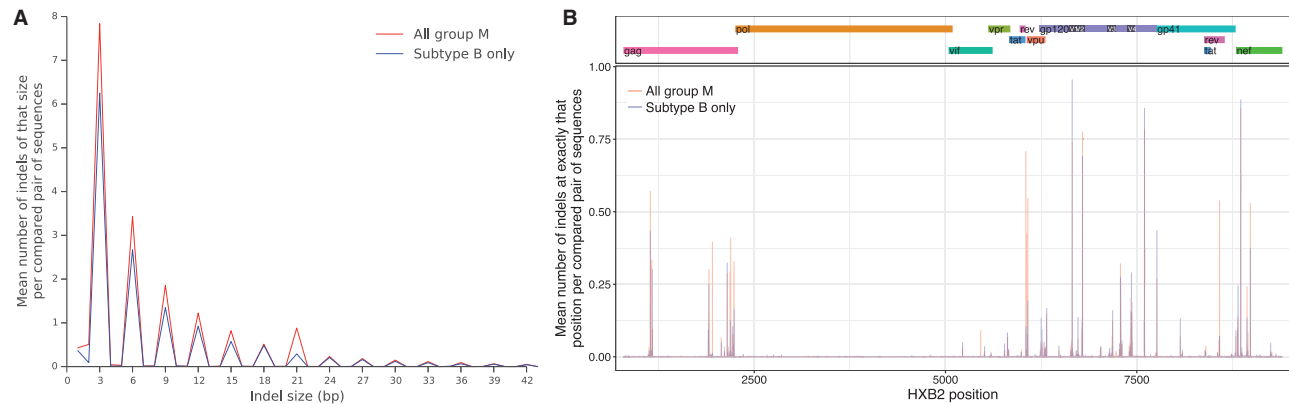 A
All group M
Subtype B only
Mean number of indels of that size
per compared pair of sequences
8
7
6
5
4
3
2
1
0
0 3 6 9 12 15 18 21 24 27 30 33 36 39 42
Indel size (bp)
B
pol vpr rev gp120 gp41
tat vpu rev
gag vif tat nef
All group M
Subtype B only
Mean number of indels at exactly that
position per compared pair of sequences
1.00
0.75
0.50
0.25
0.00
2500 5000 7500
HXB2 position